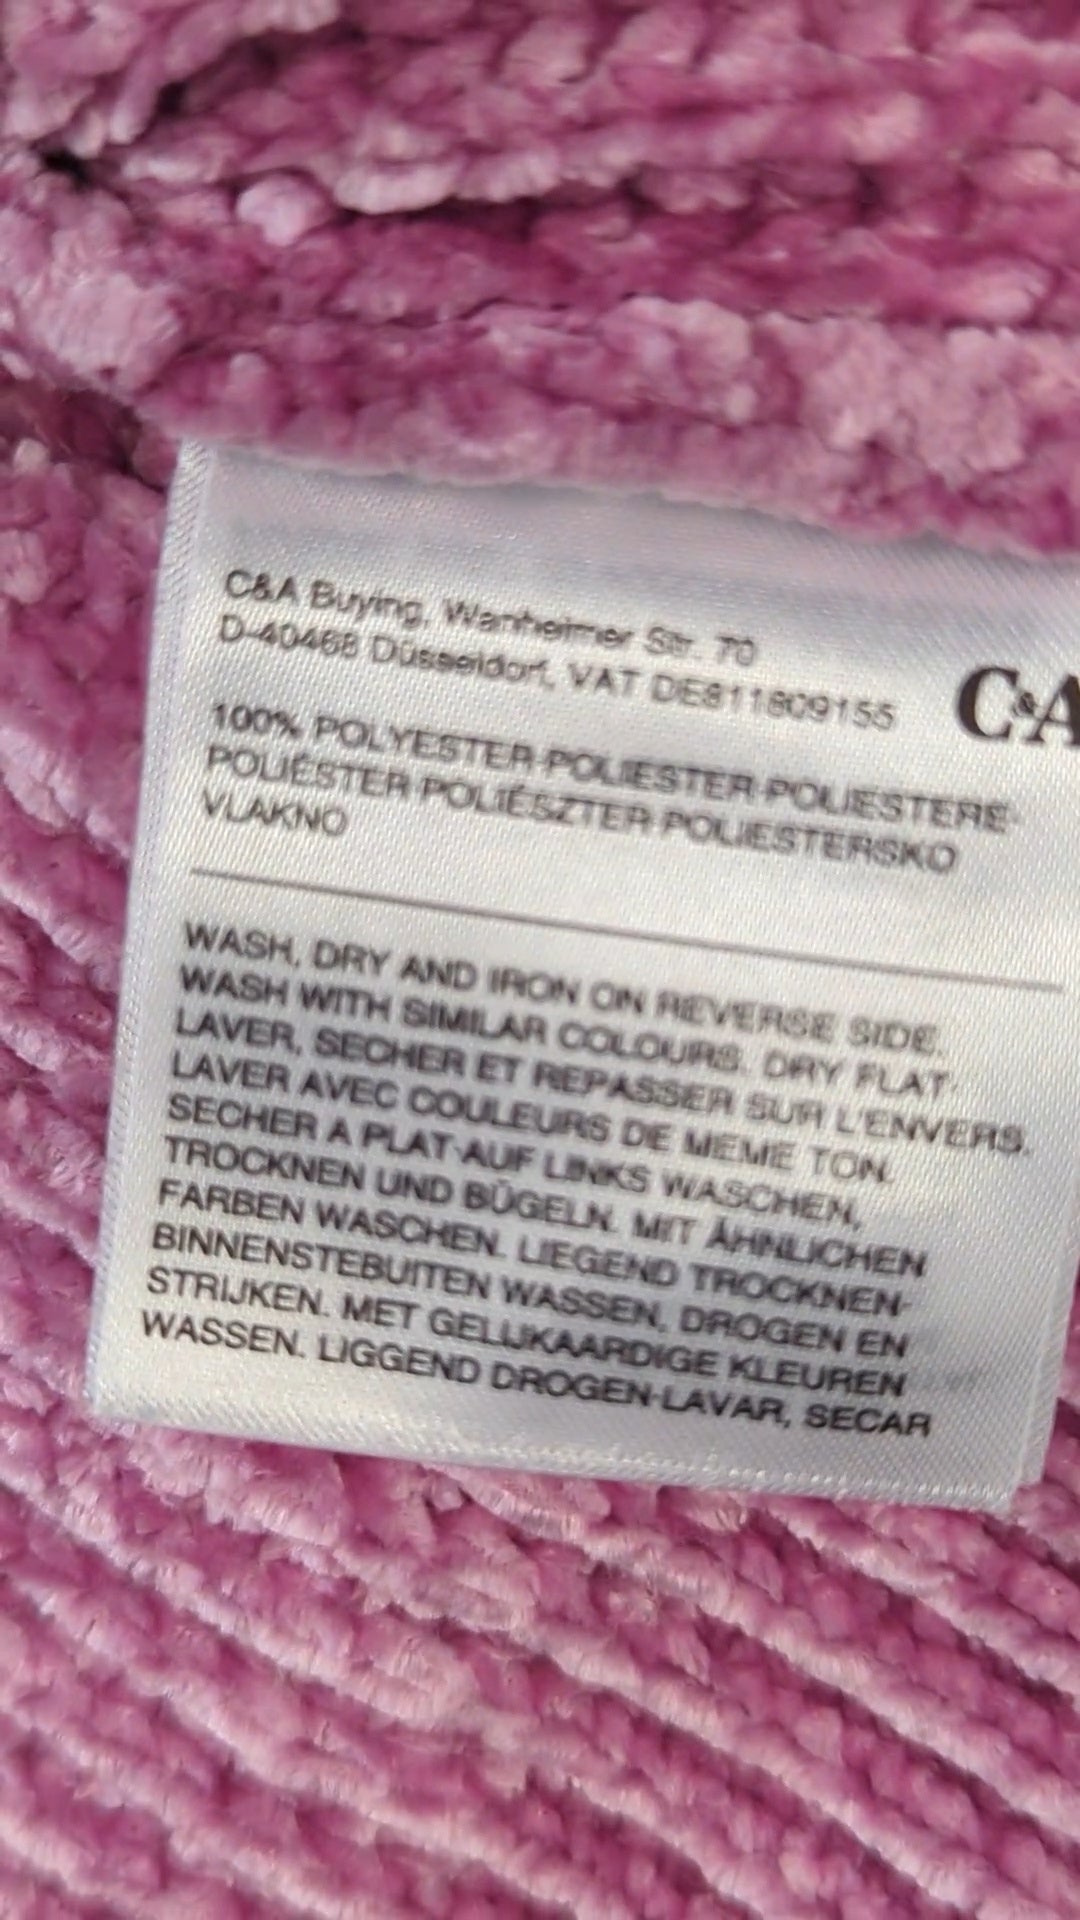 C&A Buying, Wanheimer Str. 70
D-40468 Düsseldorf, VAT DE811809155
C&A
100% POLYESTER·POLIESTER·POLIESTERE·
POLIÉSTER·POLIÉSZTER·POLIESTERSKO
VLAKNO
WASH, DRY AND IRON ON REVERSE SIDE.
WASH WITH SIMILAR COLOURS. DRY FLAT·
LAVER, SECHER ET REPASSER SUR L'ENVERS.
LAVER AVEC COULEURS DE MEME TON.
SECHER A PLAT·AUF LINKS WASCHEN,
TROCKNEN UND BÜGELN. MIT ÄHNLICHEN
FARBEN WASCHEN. LIEGEND TROCKNEN·
BINNENSTEBUITEN WASSEN, DROGEN EN
STRIJKEN. MET GELIJKAARDIGE KLEUREN
WASSEN. LIGGEND DROGEN·LAVAR, SECAR